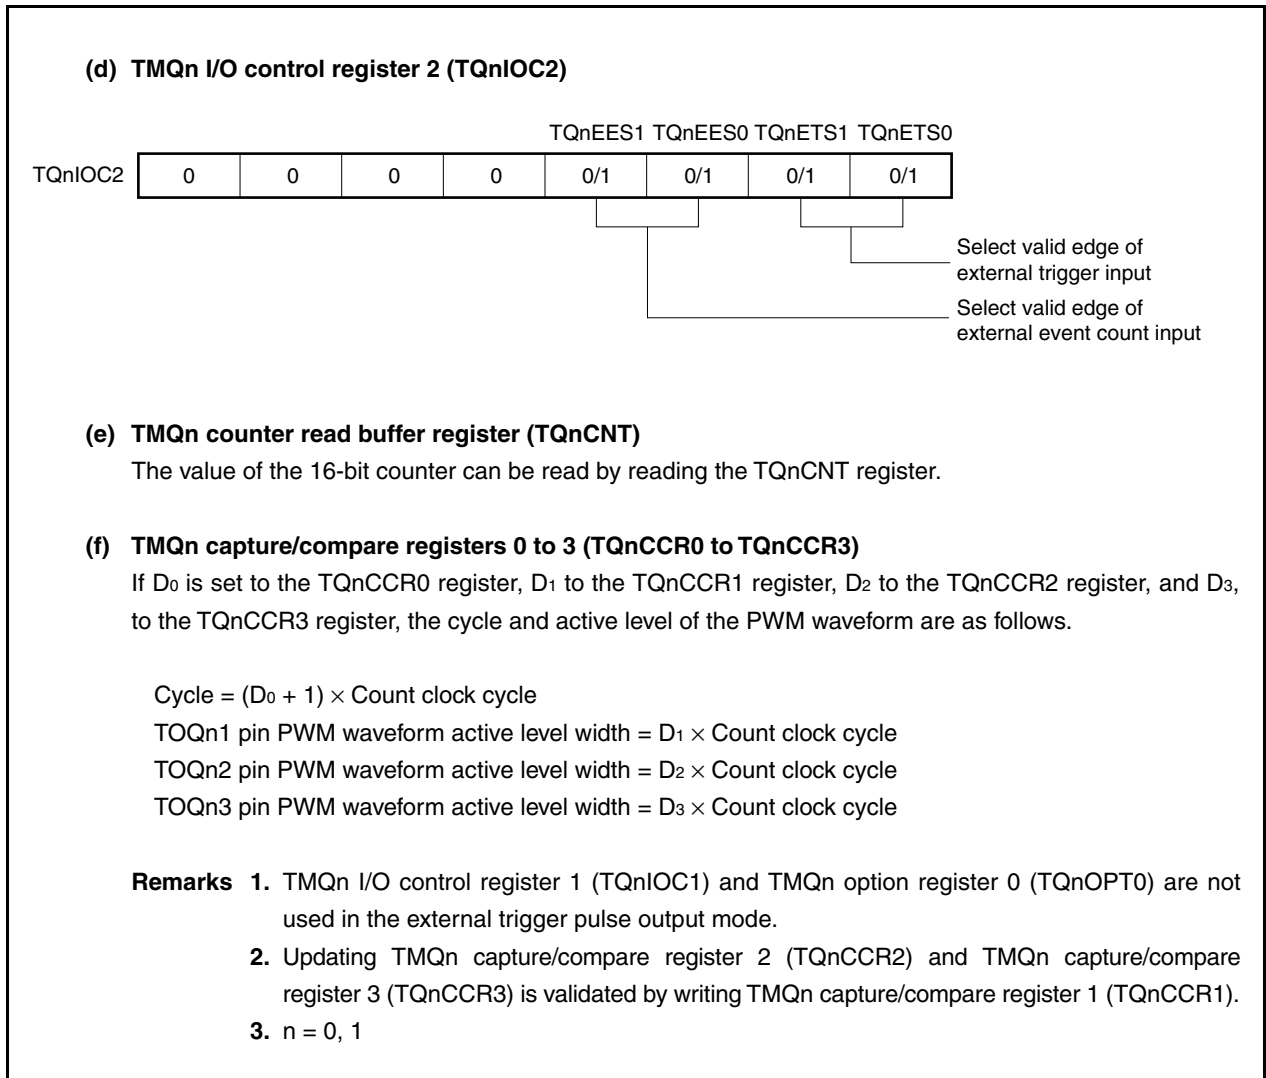 (d) TMQn I/O control register 2 (TQnIOC2)
TQnEES1 TQnEES0 TQnETS1 TQnETS0
TQnIOC2 0 0 0 0 0/1 0/1 0/1 0/1
Select valid edge of
external trigger input
Select valid edge of
external event count input
(e) TMQn counter read buffer register (TQnCNT)
The value of the 16-bit counter can be read by reading the TQnCNT register.
(f) TMQn capture/compare registers 0 to 3 (TQnCCR0 to TQnCCR3)
If D0 is set to the TQnCCR0 register, D1 to the TQnCCR1 register, D2 to the TQnCCR2 register, and D3,
to the TQnCCR3 register, the cycle and active level of the PWM waveform are as follows.
Cycle = (D0 + 1) × Count clock cycle
TOQn1 pin PWM waveform active level width = D1 × Count clock cycle
TOQn2 pin PWM waveform active level width = D2 × Count clock cycle
TOQn3 pin PWM waveform active level width = D3 × Count clock cycle
Remarks 1. TMQn I/O control register 1 (TQnIOC1) and TMQn option register 0 (TQnOPT0) are not
used in the external trigger pulse output mode.
2. Updating TMQn capture/compare register 2 (TQnCCR2) and TMQn capture/compare
register 3 (TQnCCR3) is validated by writing TMQn capture/compare register 1 (TQnCCR1).
3. n = 0, 1